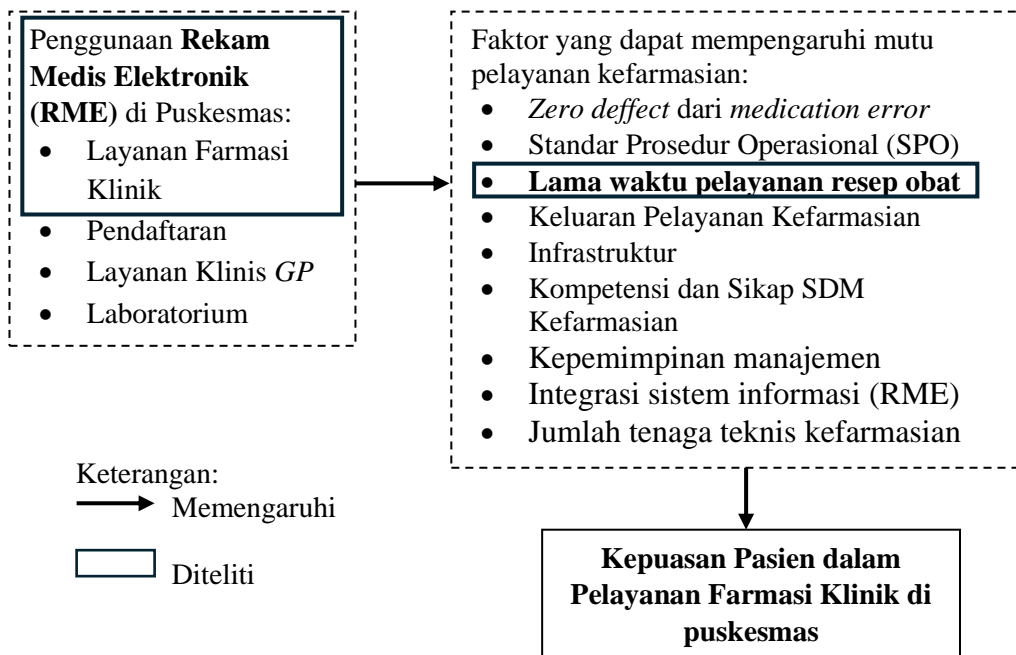 Penggunaan Rekam
Medis Elektronik
(RME) di Puskesmas:
• Layanan Farmasi
Klinik
• Pendaftaran
• Layanan Klinis GP
• Laboratorium
Faktor yang dapat mempengaruhi mutu
pelayanan kefarmasian:
• Zero deffect dari medication error
• Standar Prosedur Operasional (SPO)
• Lama waktu pelayanan resep obat
• Keluaran Pelayanan Kefarmasian
• Infrastruktur
• Kompetensi dan Sikap SDM
Kefarmasian
• Kepemimpinan manajemen
• Integrasi sistem informasi (RME)
• Jumlah tenaga teknis kefarmasian
Keterangan:
Memengaruhi
Diteliti
Kepuasan Pasien dalam
Pelayanan Farmasi Klinik di
puskesmas